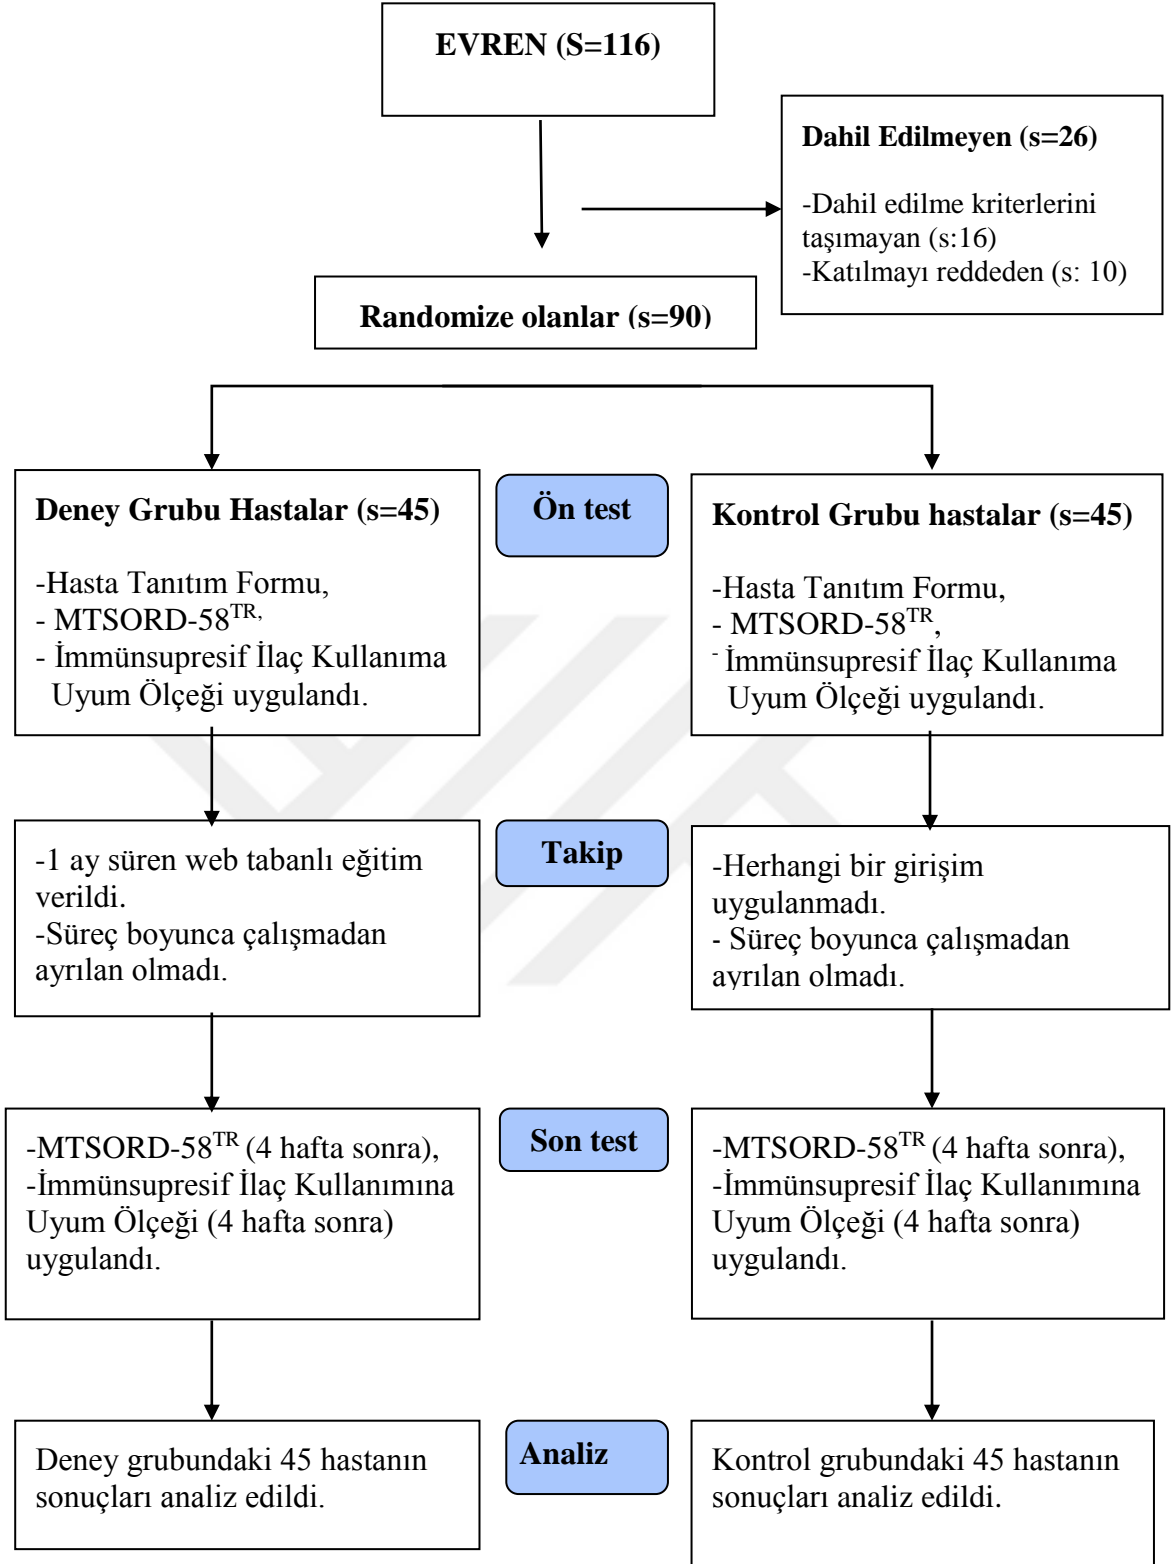 EVREN (S=116)
Dahil Edilmeyen (s=26)
-Dahil edilme kriterlerini
taşımayan (s:16)
-Katılmayı reddeden (s: 10)
Randomize olanlar (s=90)
Deney Grubu Hastalar (s=45)
-Hasta Tanıtım Formu,
- MTSORD-58TR,
- İmmünsupresif İlaç Kullanıma
Uyum Ölçeği uygulandı.
Ön test
Kontrol Grubu hastalar (s=45)
-Hasta Tanıtım Formu,
- MTSORD-58TR,
- İmmünsupresif İlaç Kullanıma
Uyum Ölçeği uygulandı.
-1 ay süren web tabanlı eğitim
verildi.
-Süreç boyunca çalışmadan
ayrılan olmadı.
Takip
-Herhangi bir girişim
uygulanmadı.
- Süreç boyunca çalışmadan
ayrılan olmadı.
-MTSORD-58TR (4 hafta sonra),
-İmmünsupresif İlaç Kullanımına
Uyum Ölçeği (4 hafta sonra)
uygulandı.
Son test
-MTSORD-58TR (4 hafta sonra),
-İmmünsupresif İlaç Kullanımına
Uyum Ölçeği (4 hafta sonra)
uygulandı.
Deney grubundaki 45 hastanın
sonuçları analiz edildi.
Analiz
Kontrol grubundaki 45 hastanın
sonuçları analiz edildi.